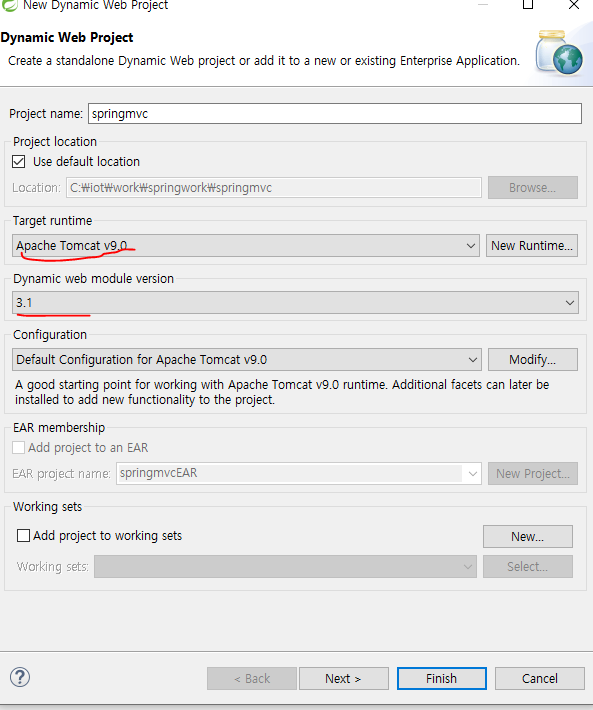 New Dynamic Web Project
Dynamic Web Project
Create a standalone Dynamic Web project or add it to a new or existing Enterprise Application.
Project name: springmvc
Project location
Use default location
Location: C:₩iot₩work₩springwork₩springmvc Browse...
Target runtime
Apache Tomcat v9.0 New Runtime...
Dynamic web module version
3.1
Configuration
Default Configuration for Apache Tomcat v9.0 Modify...
A good starting point for working with Apache Tomcat v9.0 runtime. Additional facets can later be
installed to add new functionality to the project.
EAR membership
Add project to an EAR
EAR project name: springmvcEAR New Project...
Working sets
Add project to working sets New...
Working sets: Select...
? < Back Next > Finish Cancel